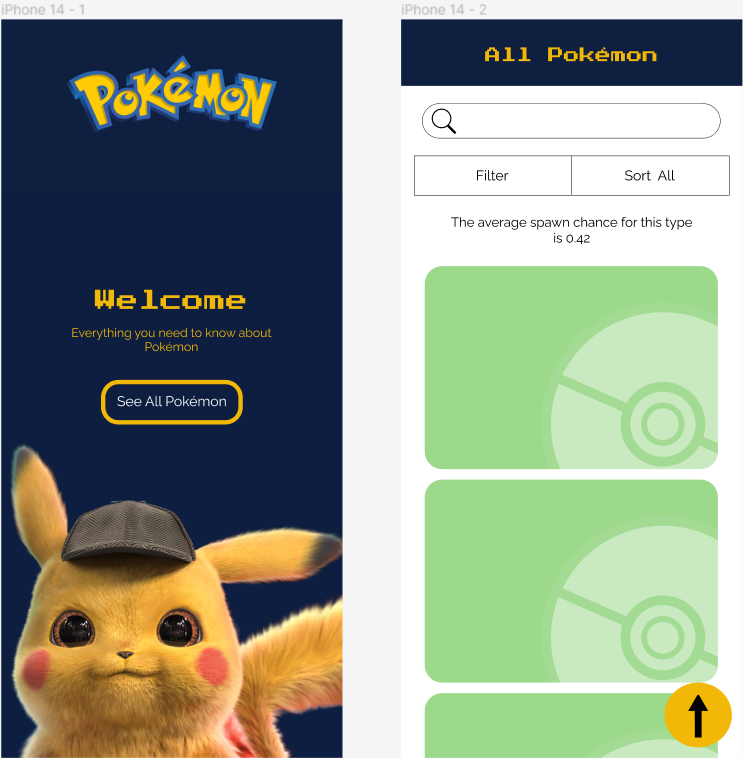 iPhone 14 - 1
POKéMON
Welcome
Everything you need to know about
Pokémon
See All Pokémon
iPhone 14 - 2
All Pokémon
Filter
Sort All
The average spawn chance for this type
is 0.42